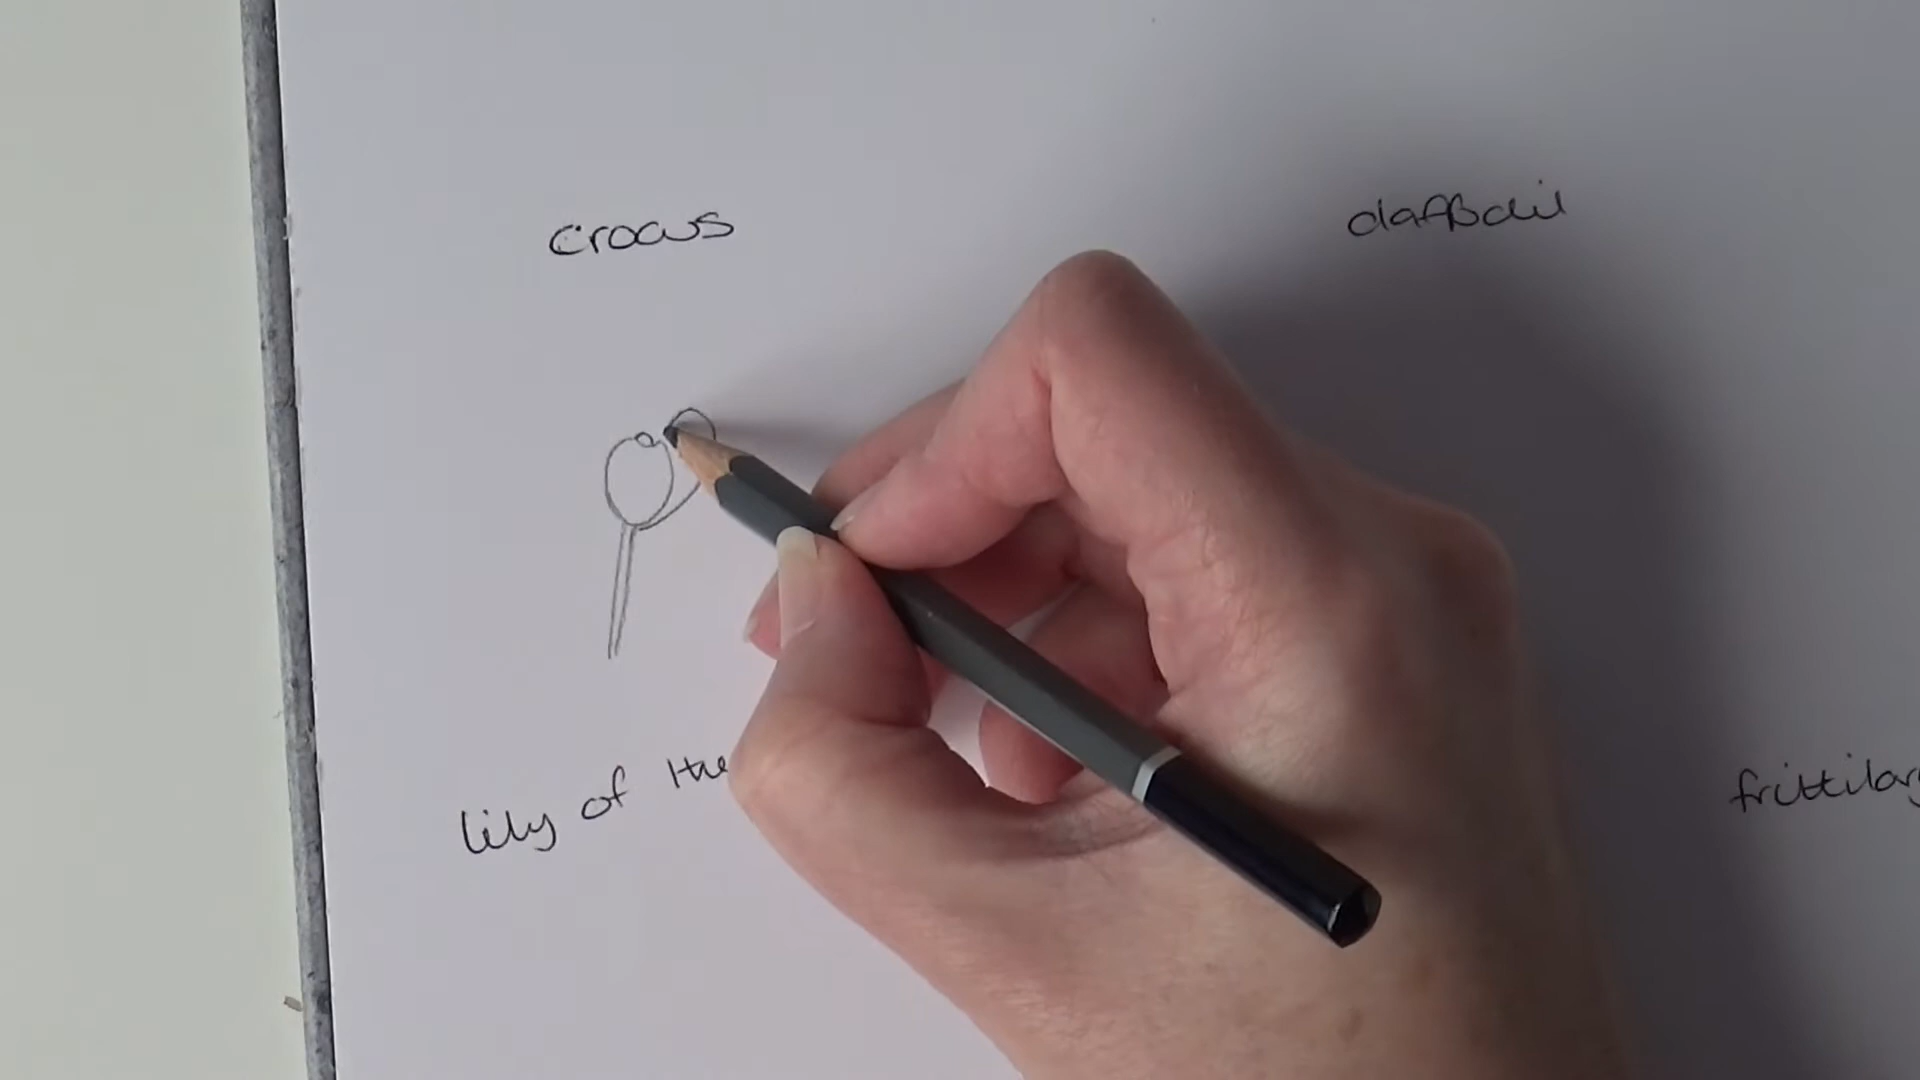 crocus
daffodil
lily of the
frittilary